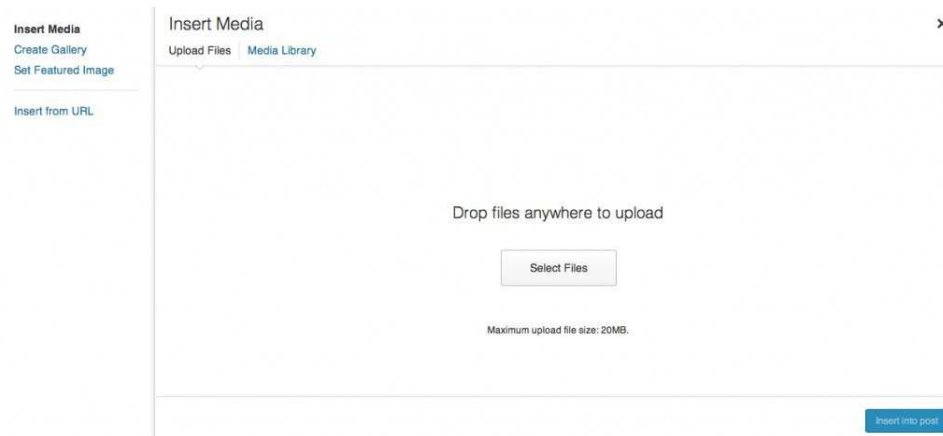 Insert Media
Create Gallery
Set Featured Image
Insert from URL
Insert Media
Upload Files Media Library
Drop files anywhere to upload
Select Files
Maximum upload file size: 20MB.
Insert into post